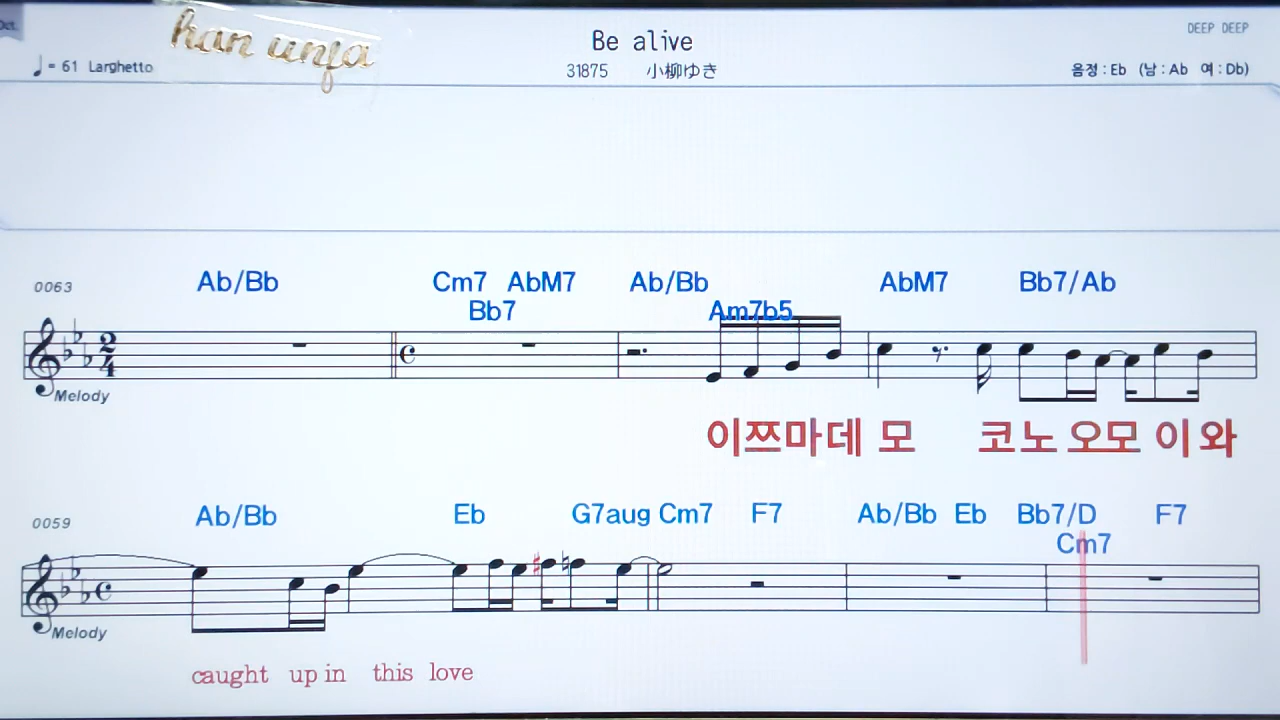 Oct.
han unja
Be alive
DEEP DEEP
♩= 61 Larghetto
31875 小柳ゆき
음정 : Eb (남 : Ab 여 : Db)
0063
Ab/Bb Cm7 AbM7 Ab/Bb AbM7 Bb7/Ab
Bb7 Am7b5
2
4
Melody
이쯔마데 모 코노 오모 이 와
0059
Ab/Bb Eb G7aug Cm7 F7 Ab/Bb Eb Bb7/D F7
Cm7
Melody
caught up in this love